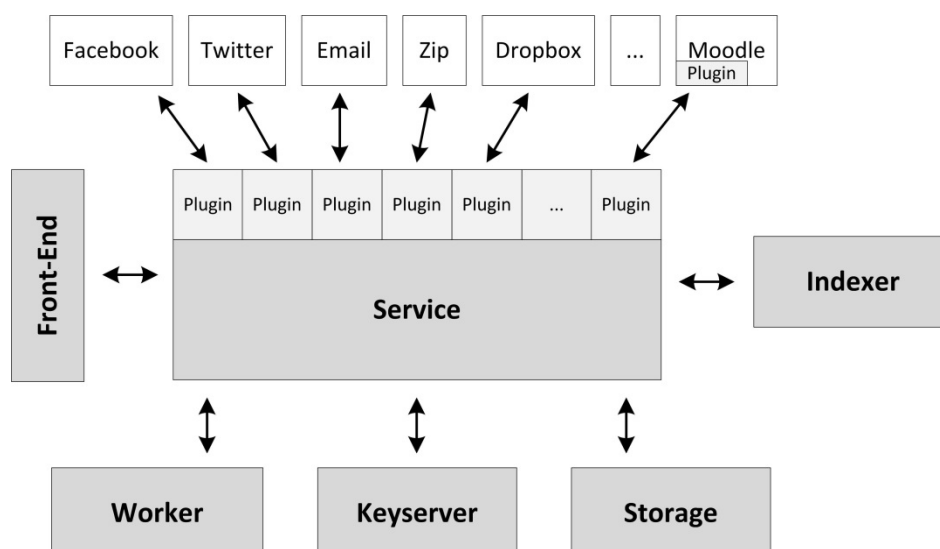 Facebook
Twitter
Email
Zip
Dropbox
...
Moodle
Plugin
Plugin
Plugin
Plugin
Plugin
Plugin
...
Plugin
Front-End
Service
Indexer
Worker
Keyserver
Storage